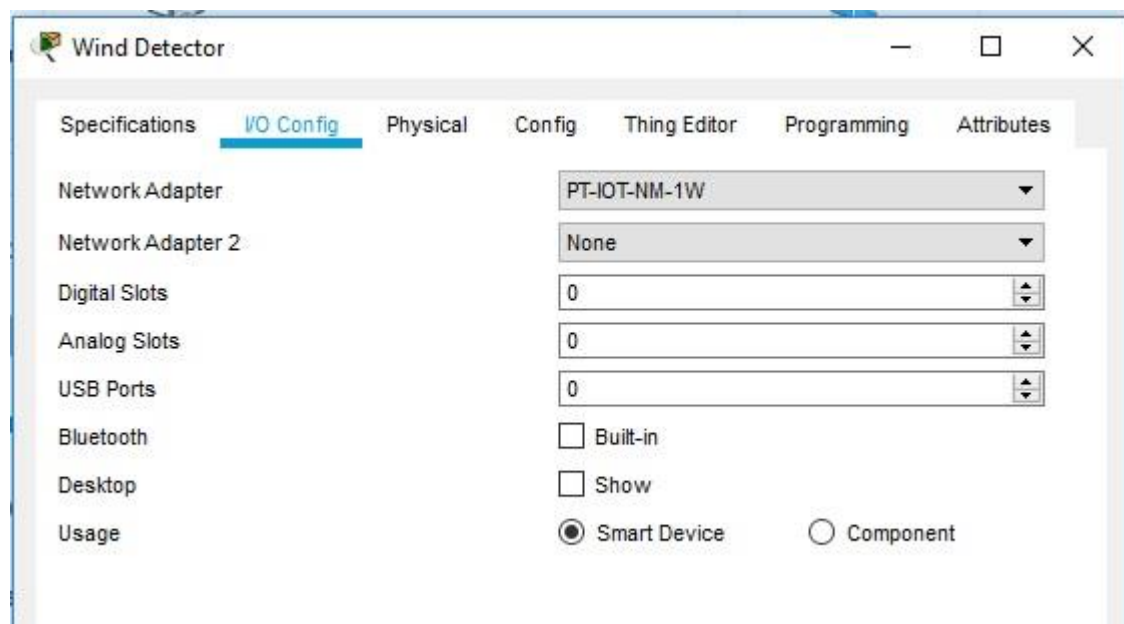 Wind Detector
Specifications I/O Config Physical Config Thing Editor Programming Attributes
Network Adapter PT-IOT-NM-1W
Network Adapter 2 None
Digital Slots 0
Analog Slots 0
USB Ports 0
Bluetooth Built-in
Desktop Show
Usage Smart Device Component